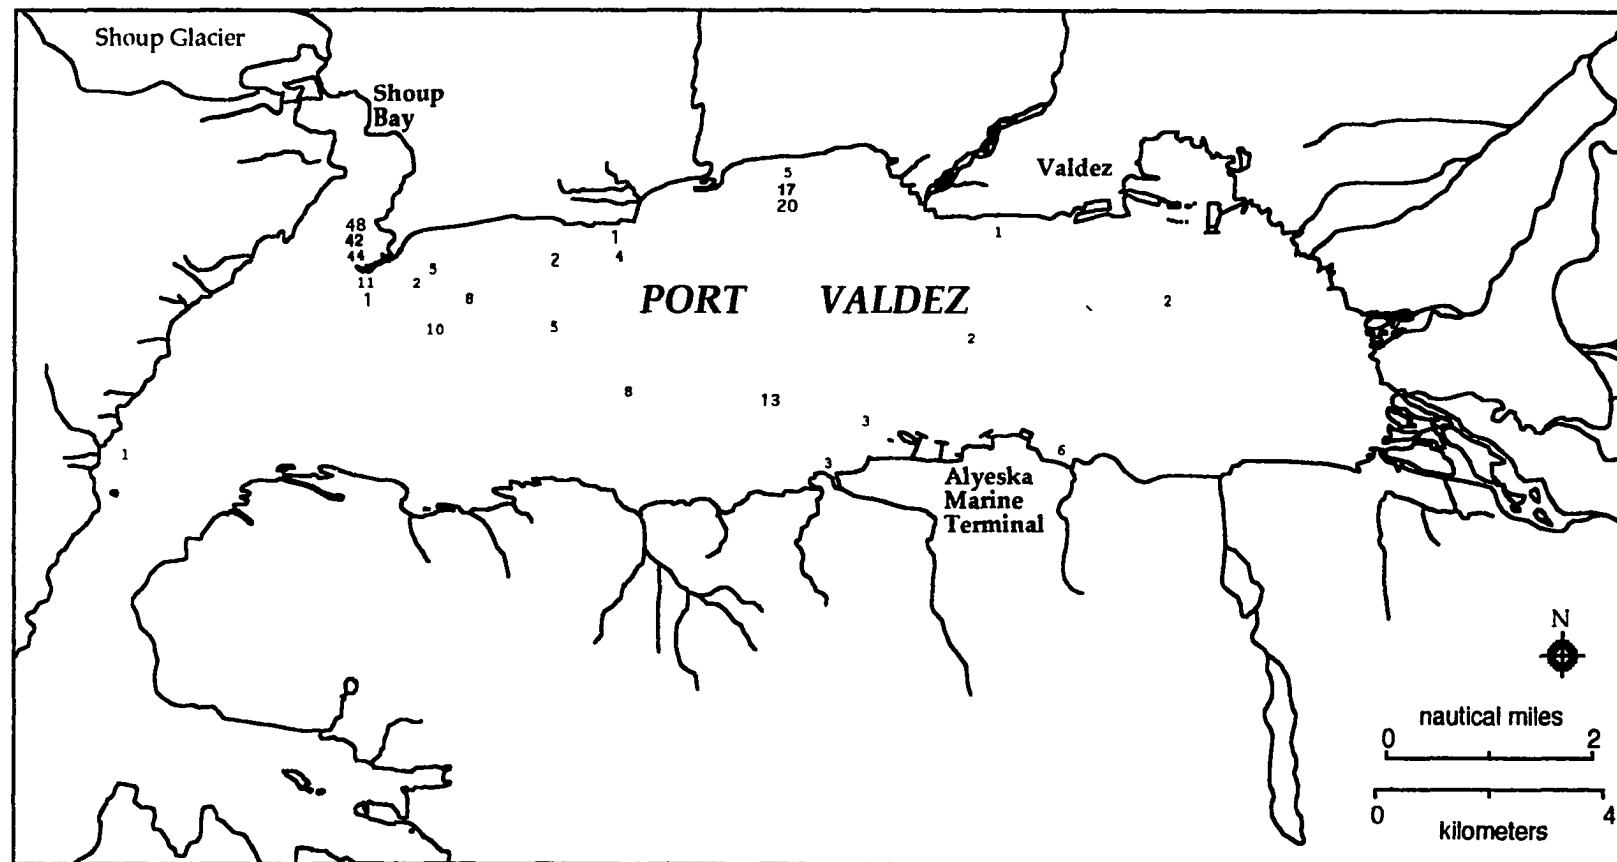 Shoup Glacier
Shoup
Bay
Valdez
5
17
20
48
42
44
11
1
1
4
1
2
5
2
8
PORT VALDEZ
2
10
5
2
8
13
3
1
3
6
Alyeska
Marine
Terminal
N
nautical miles
0 2
0 4
kilometers